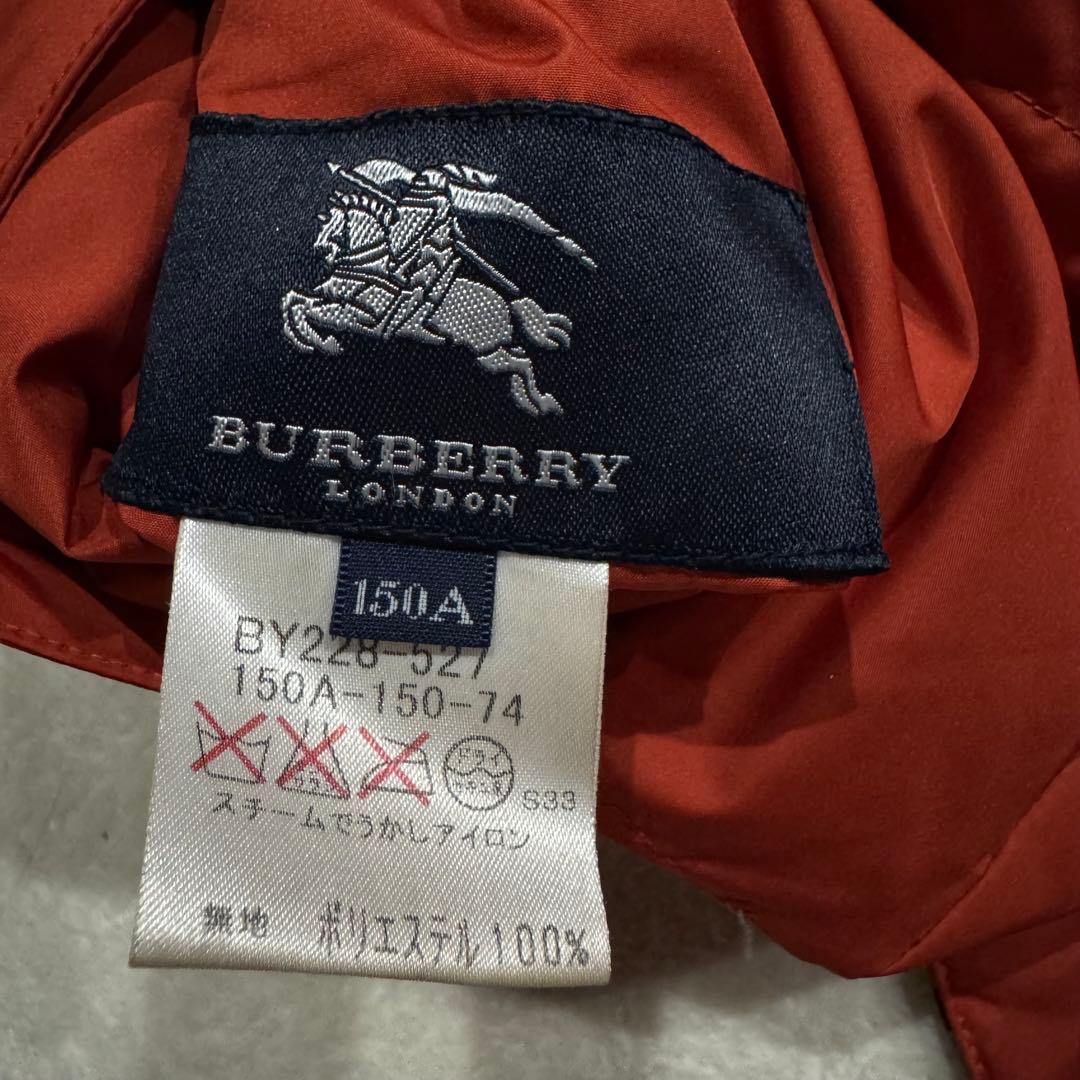 BURBERRY
LONDON
150A
BY228-527
150A-150-74
ドライ
S33
スチームでうかしアイロン
無地 ポリエステル100%